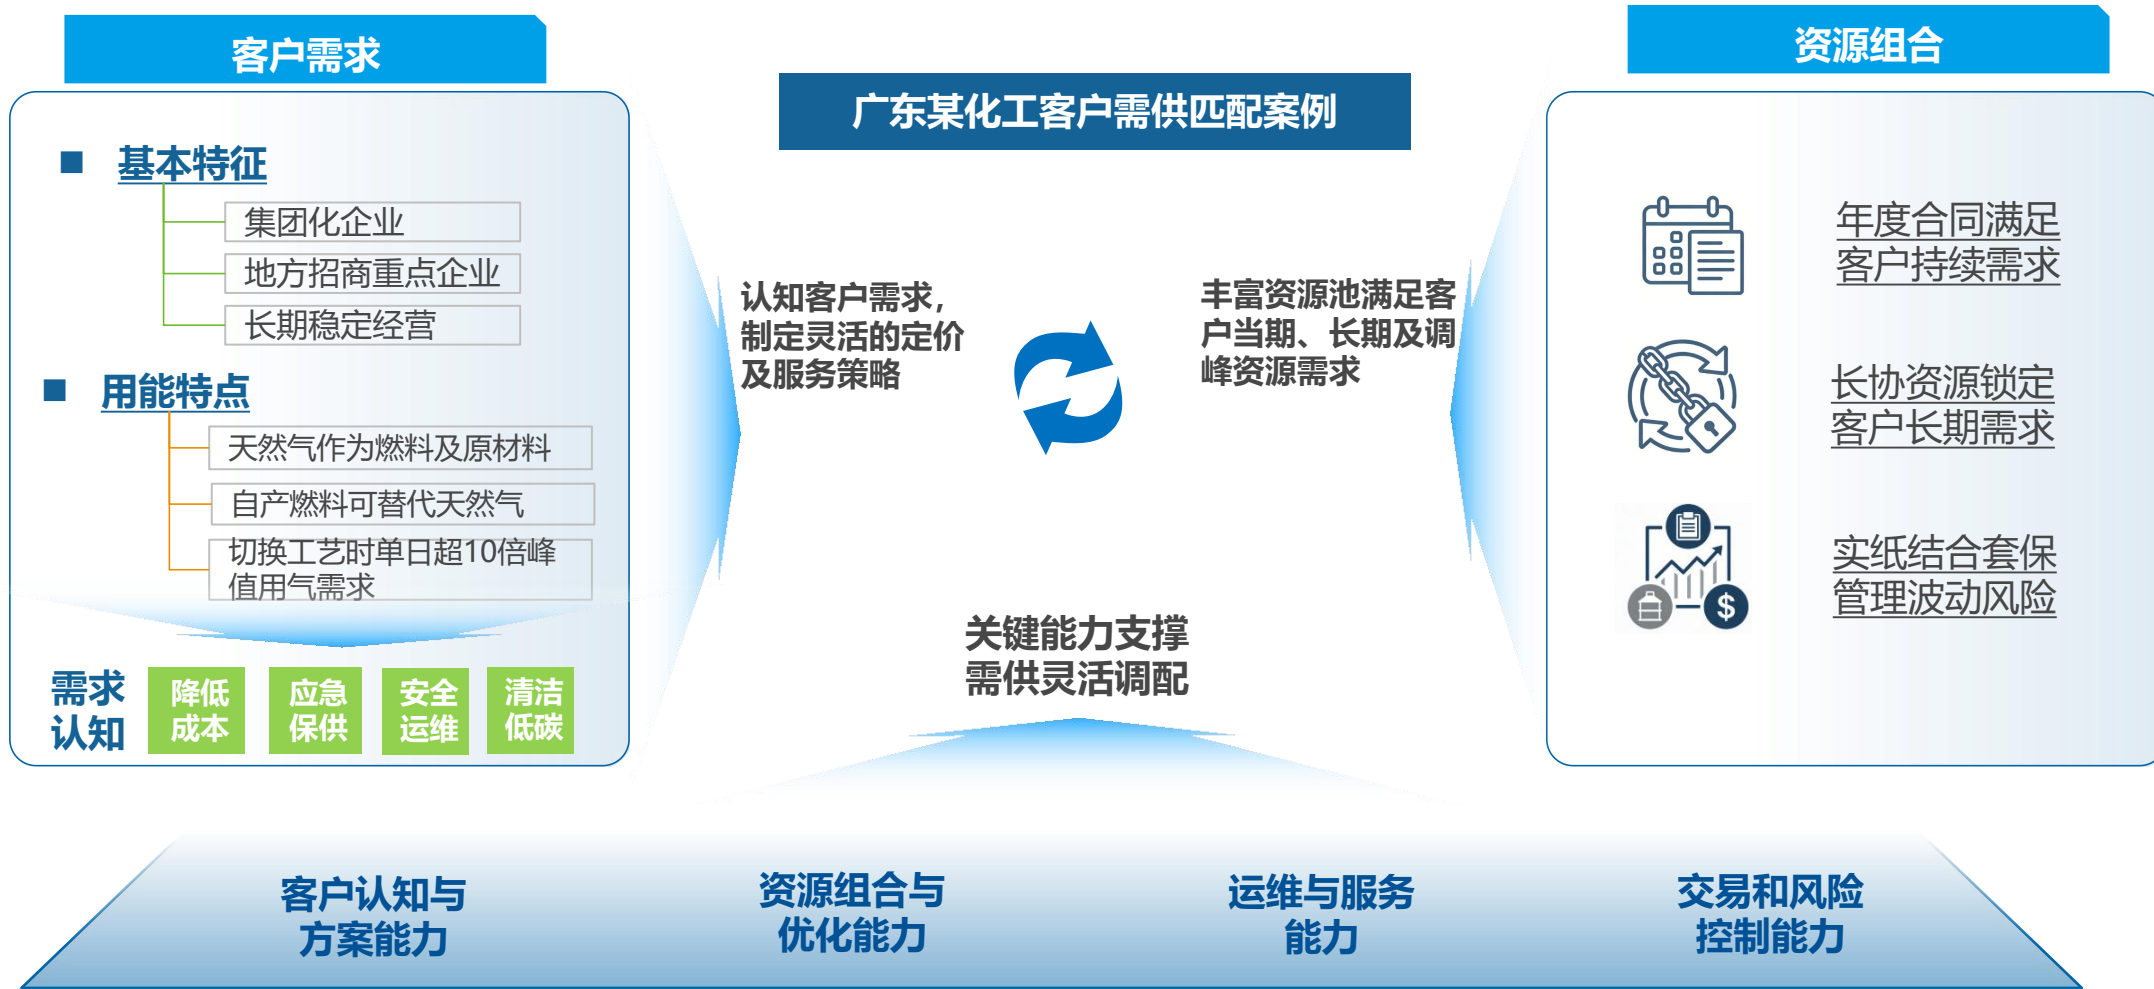 客户需求
基本特征
集团化企业
地方招商重点企业
长期稳定经营
用能特点
天然气作为燃料及原材料
自产燃料可替代天然气
切换工艺时单日超10倍峰
值用气需求
需求
认知
降低
成本
应急
保供
安全
运维
清洁
低碳
广东某化工客户需供匹配案例
认知客户需求，
制定灵活的定价
及服务策略
丰富资源池满足客
户当期、长期及调
峰资源需求
关键能力支撑
需供灵活调配
资源组合
年度合同满足
客户持续需求
长协资源锁定
客户长期需求
$
实纸结合套保
管理波动风险
客户认知与
方案能力
资源组合与
优化能力
运维与服务
能力
交易和风险
控制能力